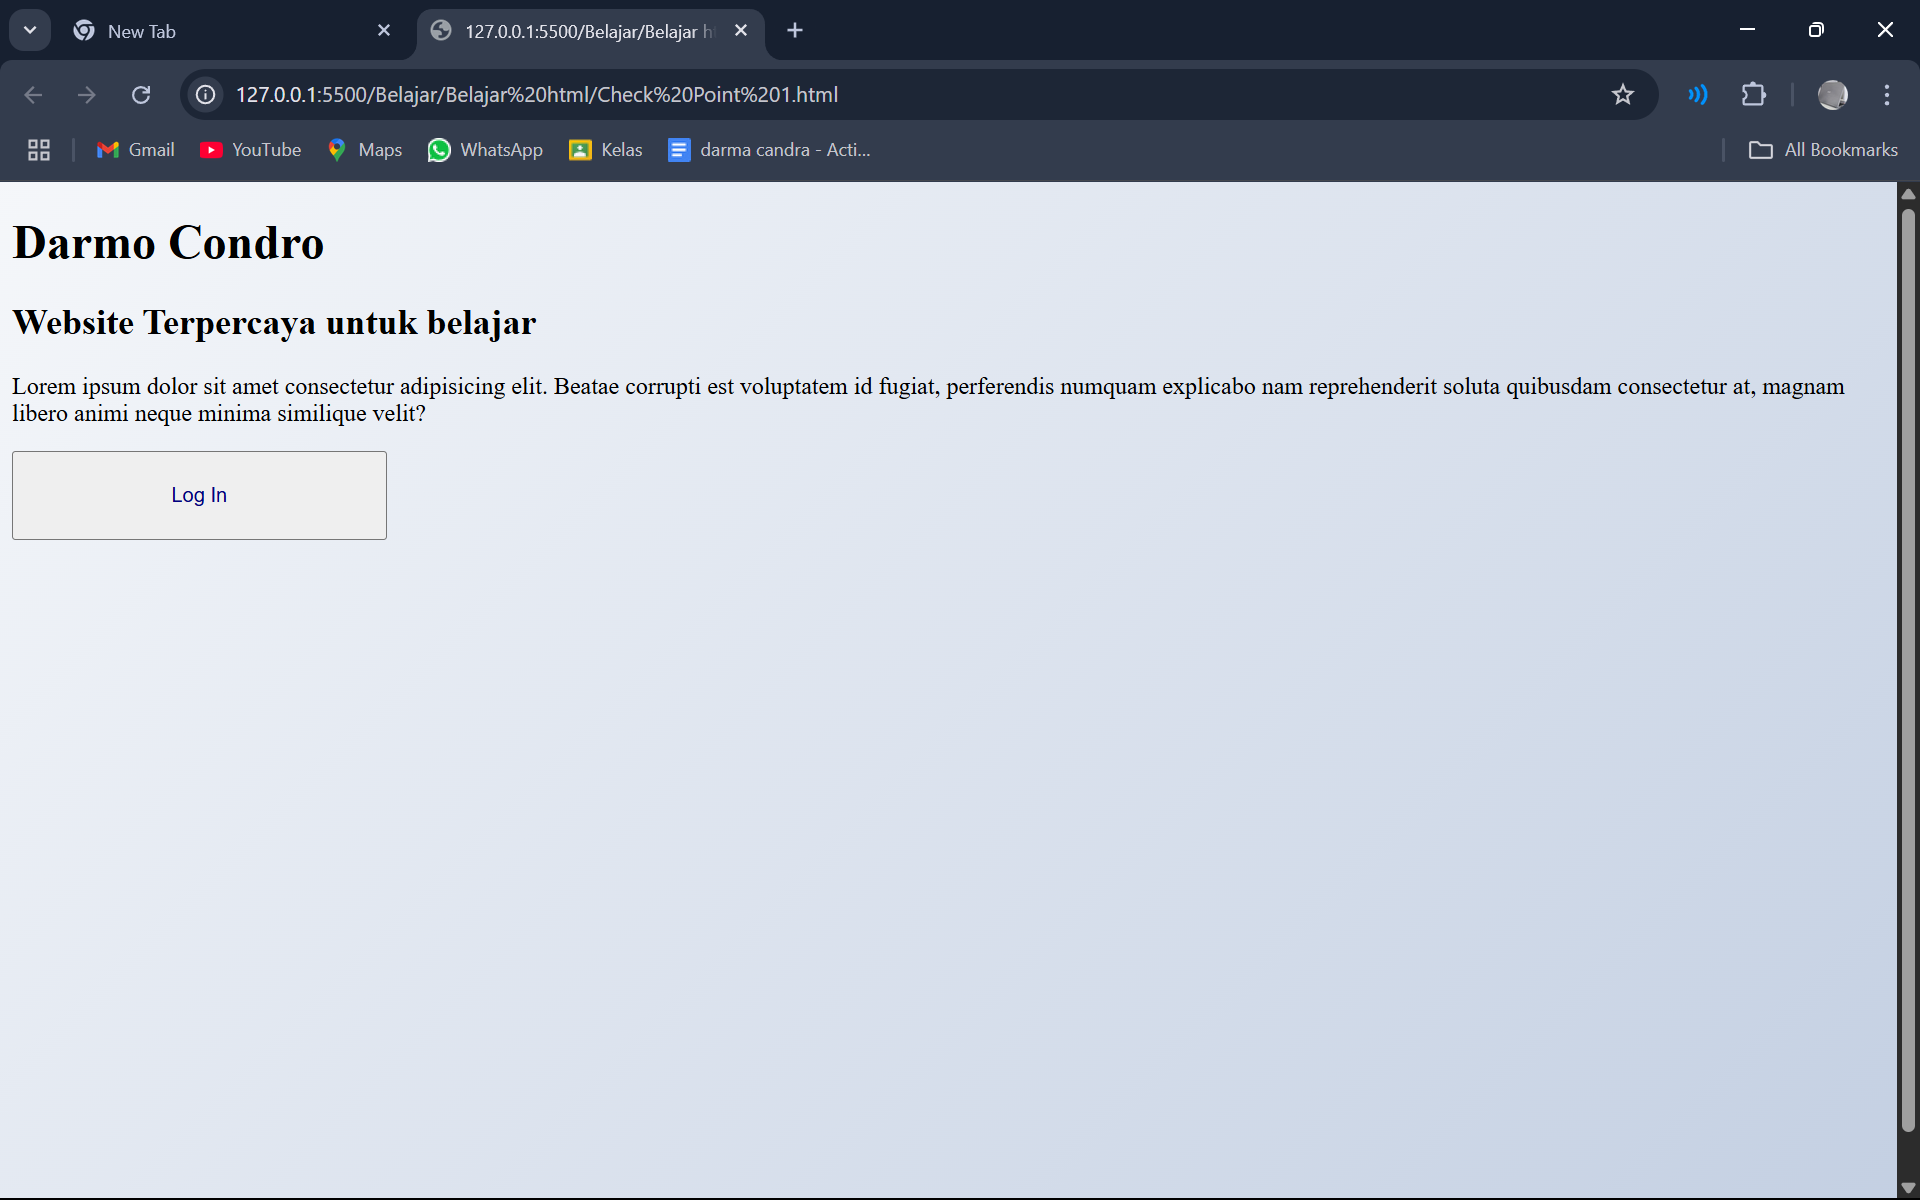 New Tab
127.0.0.1:5500/Belajar/Belajar h
127.0.0.1:5500/Belajar/Belajar%20html/Check%20Point%201.html
Gmail
YouTube
Maps
WhatsApp
Kelas
darma candra - Acti...
All Bookmarks
Darmo Condro
Website Terpercaya untuk belajar
Lorem ipsum dolor sit amet consectetur adipisicing elit. Beatae corrupti est voluptatem id fugiat, perferendis numquam explicabo nam reprehenderit soluta quibusdam consectetur at, magnam
libero animi neque minima similique velit?
Log In